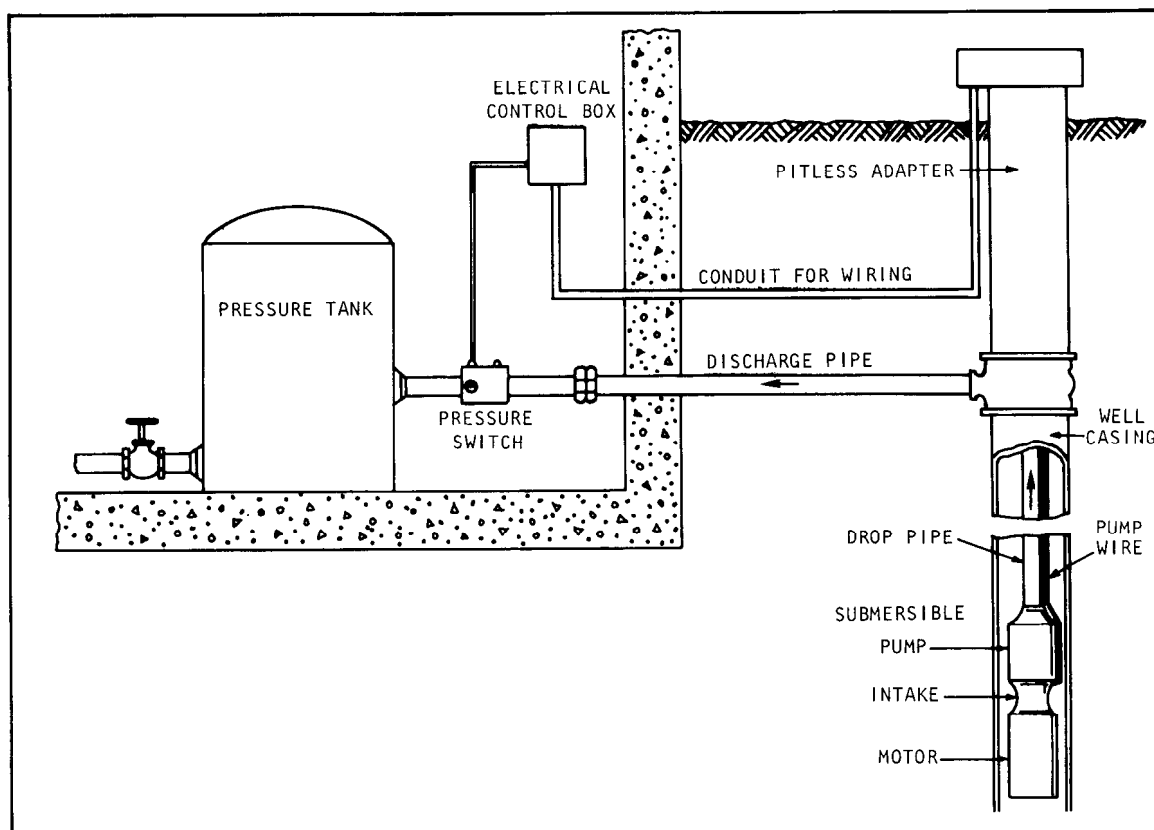 ELECTRICAL
CONTROL BOX
PITLESS ADAPTER
CONDUIT FOR WIRING
PRESSURE TANK
DISCHARGE PIPE
PRESSURE
SWITCH
WELL
CASING
DROP PIPE
PUMP
WIRE
SUBMERSIBLE
PUMP
INTAKE
MOTOR